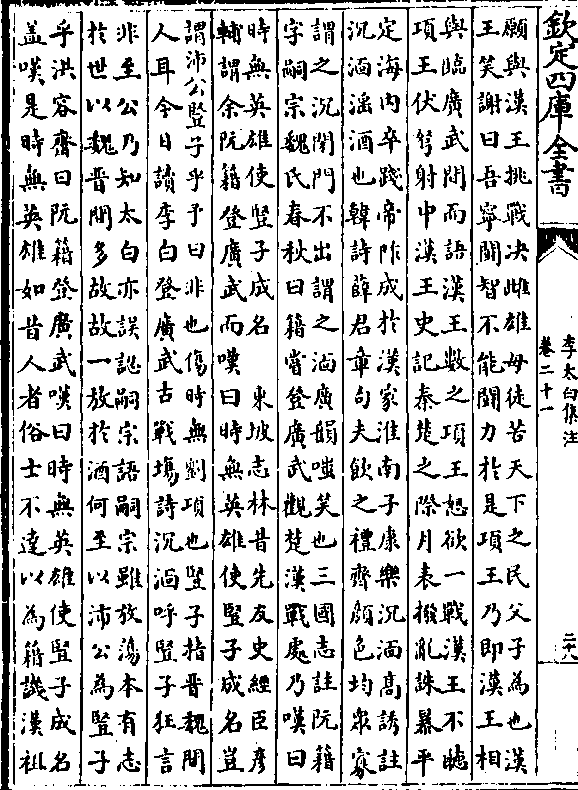 欽定四庫全書
李太白集注
卷二十一
二十八
願與漢王挑戰决雌雄毋徒苦天下之民父子為也漢
王笑謝曰吾寧鬬智不能鬬力於是項王乃即漢王相
與臨廣武間而語漢王數之項王怒欲一戰漢王不聴
項王伏弩射中漢王史記秦楚之際月表撥亂誅暴平
定海内卒踐帝阼成於漢家淮南子康樂沉湎髙誘註
沉湎滛酒也韓詩薛君章句夫飲之禮齊顔色均衆寡
謂之沉閉門不出謂之湎廣韻嗤笑也三國志註阮籍
字嗣宗魏氏春秋曰籍嘗登廣武觀楚漢戰處乃嘆曰
時無英雄使豎子成名　東坡志林昔先友史經臣彦
輔謂余阮籍登廣武而嘆曰時無英雄使豎子成名豈
謂沛公豎子乎予曰非也傷時無劉項也豎子指晉魏間
人耳今日讀李白登廣武古戰塲詩沉湎呼豎子狂言
非至公乃知太白亦誤認嗣宗語嗣宗雖放蕩本有志
於世以魏晉間多故故一放於酒何至以沛公為豎子
乎洪容齋曰阮籍登廣武嘆曰時無英雄使豎子成名
盖嘆是時無英雄如昔人者俗士不達以為籍譏漢祖